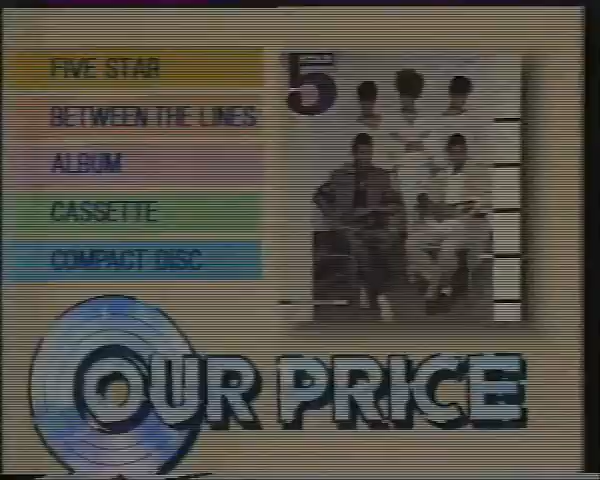 FIVE STAR
BETWEEN THE LINES
ALBUM
CASSETTE
COMPACT DISC
5
OUR PRICE